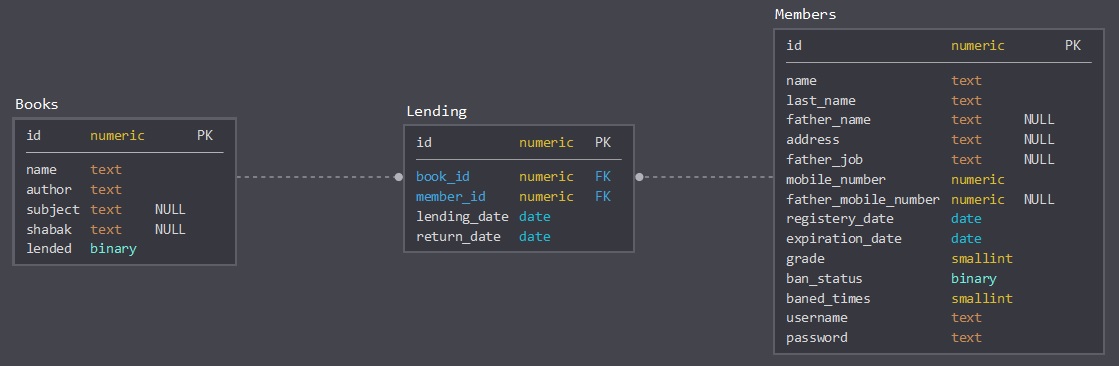 Books
id numeric PK
name text
author text
subject text NULL
shabak text NULL
lended binary
Lending
id numeric PK
book_id numeric FK
member_id numeric FK
lending_date date
return_date date
Members
id numeric PK
name text
last_name text
father_name text NULL
address text NULL
father_job text NULL
mobile_number numeric
father_mobile_number numeric NULL
registery_date date
expiration_date date
grade smallint
ban_status binary
baned_times smallint
username text
password text